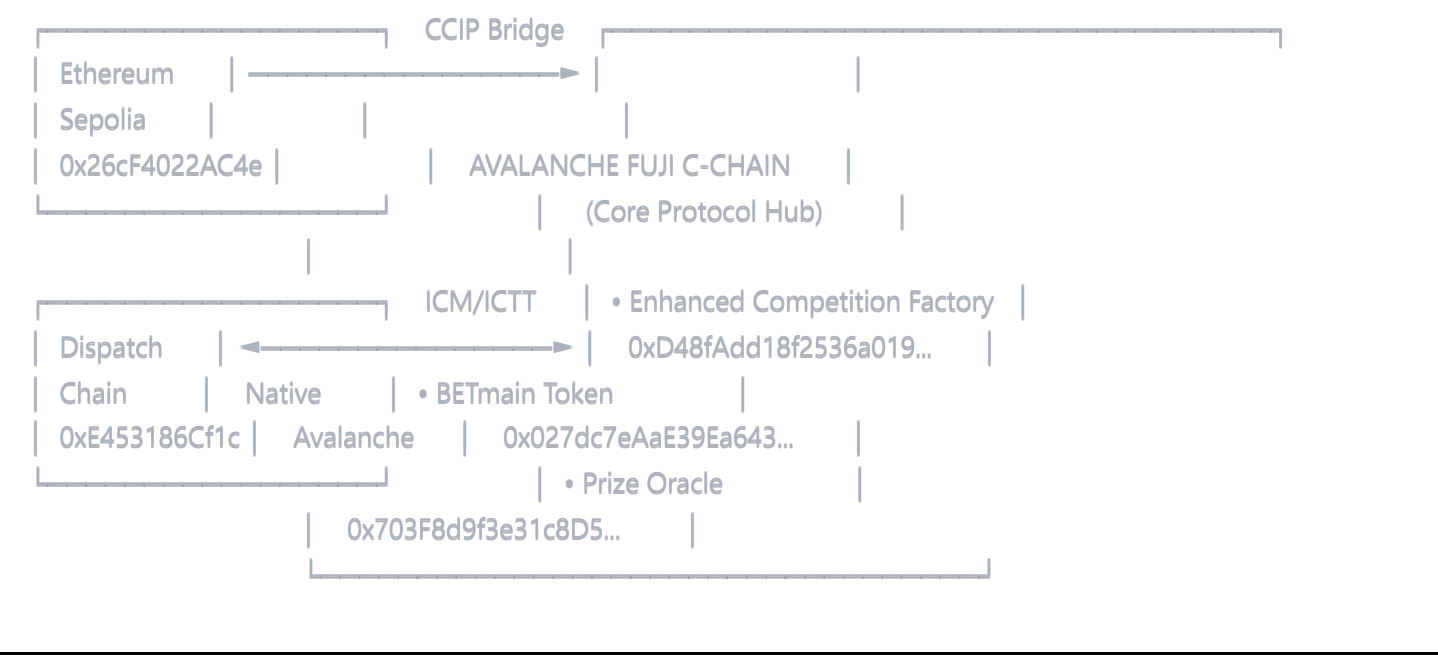 CCIP Bridge
Ethereum
Sepolia
0x26cF4022AC4e AVALANCHE FUJI C-CHAIN
(Core Protocol Hub)
ICM/ICTT • Enhanced Competition Factory
Dispatch 0xD48fAdd18f2536a019...
Chain Native • BETmain Token
0xE453186Cf1c Avalanche 0x027dc7eAaE39Ea643...
• Prize Oracle
0x703F8d9f3e31c8D5...